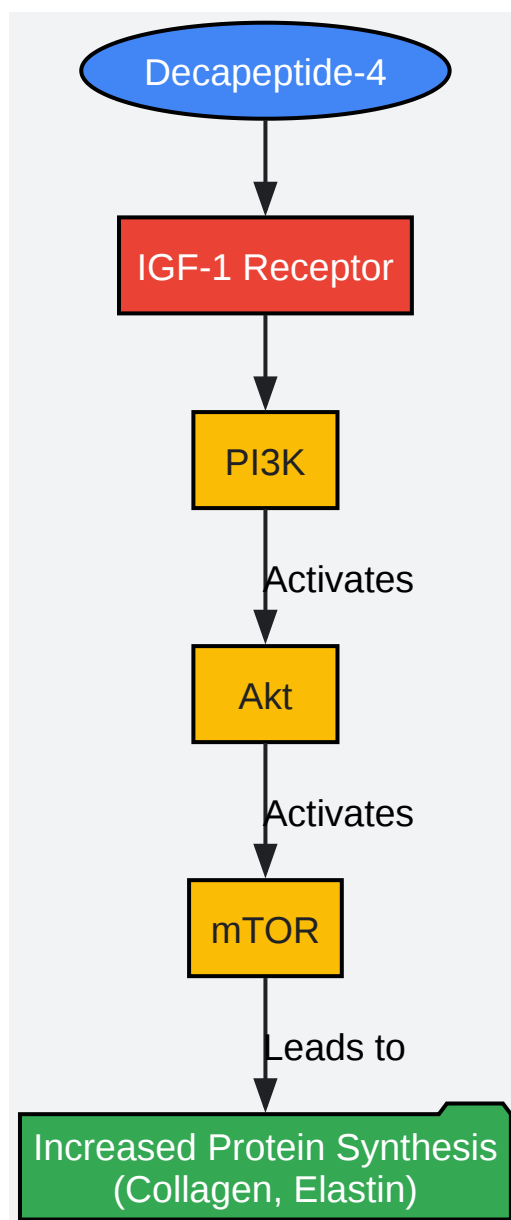 Decapeptide-4
IGF-1 Receptor
PI3K
Activates
Akt
Activates
mTOR
Leads to
Increased Protein Synthesis
(Collagen, Elastin)